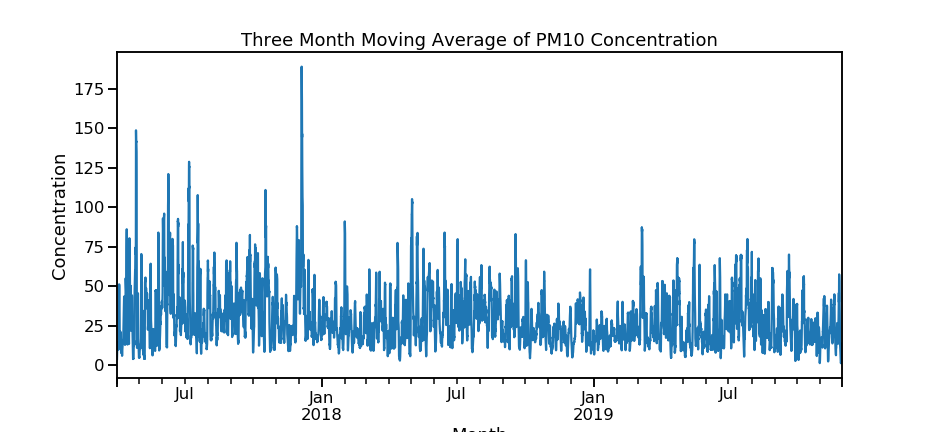 Three Month Moving Average of PM10 Concentration
175
150
125
100
75
50
25
0
Concentration
Jul
Jan
2018
Jul
Jan
2019
Jul
Month